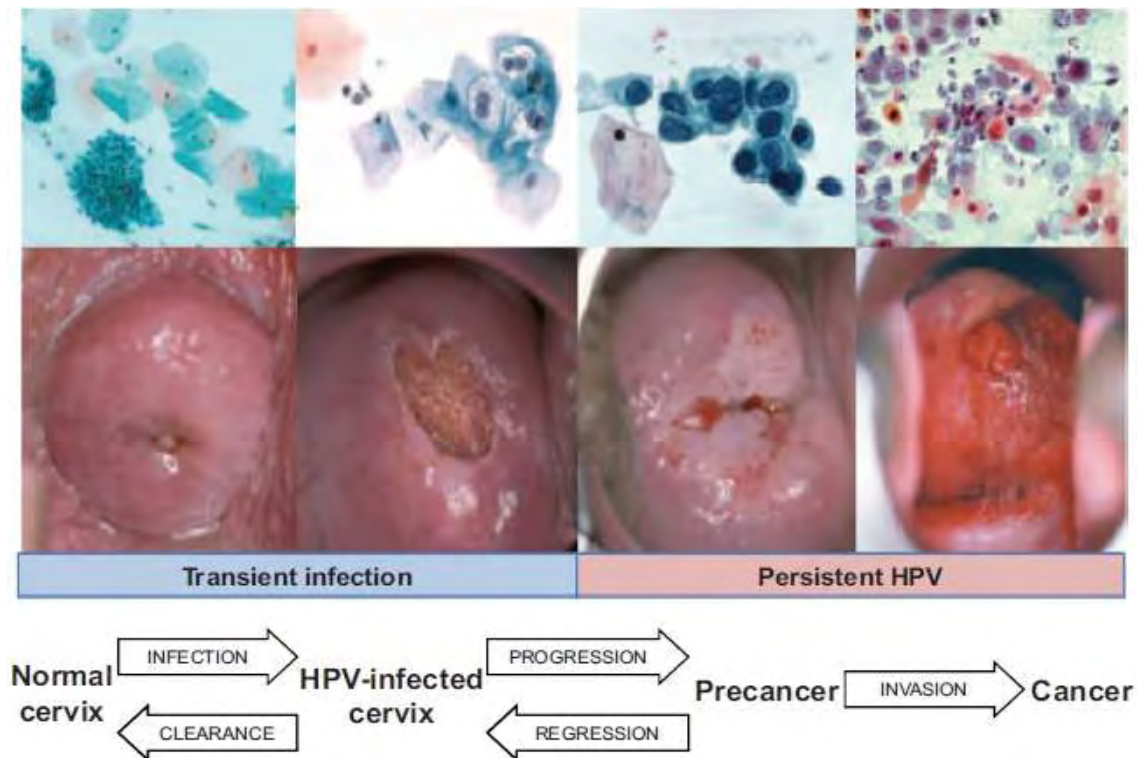 Transient infection
Persistent HPV
INFECTION
PROGRESSION
Normal
cervix
HPV-infected
cervix
Precancer
INVASION
Cancer
CLEARANCE
REGRESSION